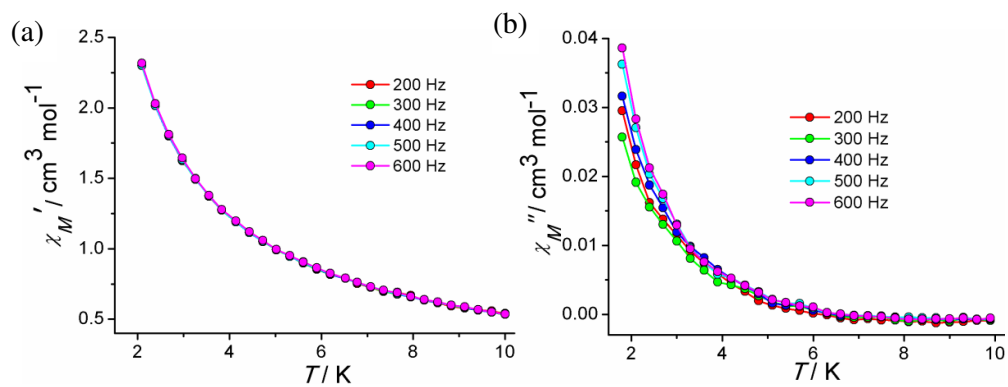 (a)
2.5
2.0
1.5
1.0
0.5
χM′/ cm³ mol⁻¹
200 Hz
300 Hz
400 Hz
500 Hz
600 Hz
2 4 6 8 10
T/ K
(b)
0.04
0.03
0.02
0.01
0.00
χM″/ cm³ mol⁻¹
200 Hz
300 Hz
400 Hz
500 Hz
600 Hz
2 4 6 8 10
T/ K